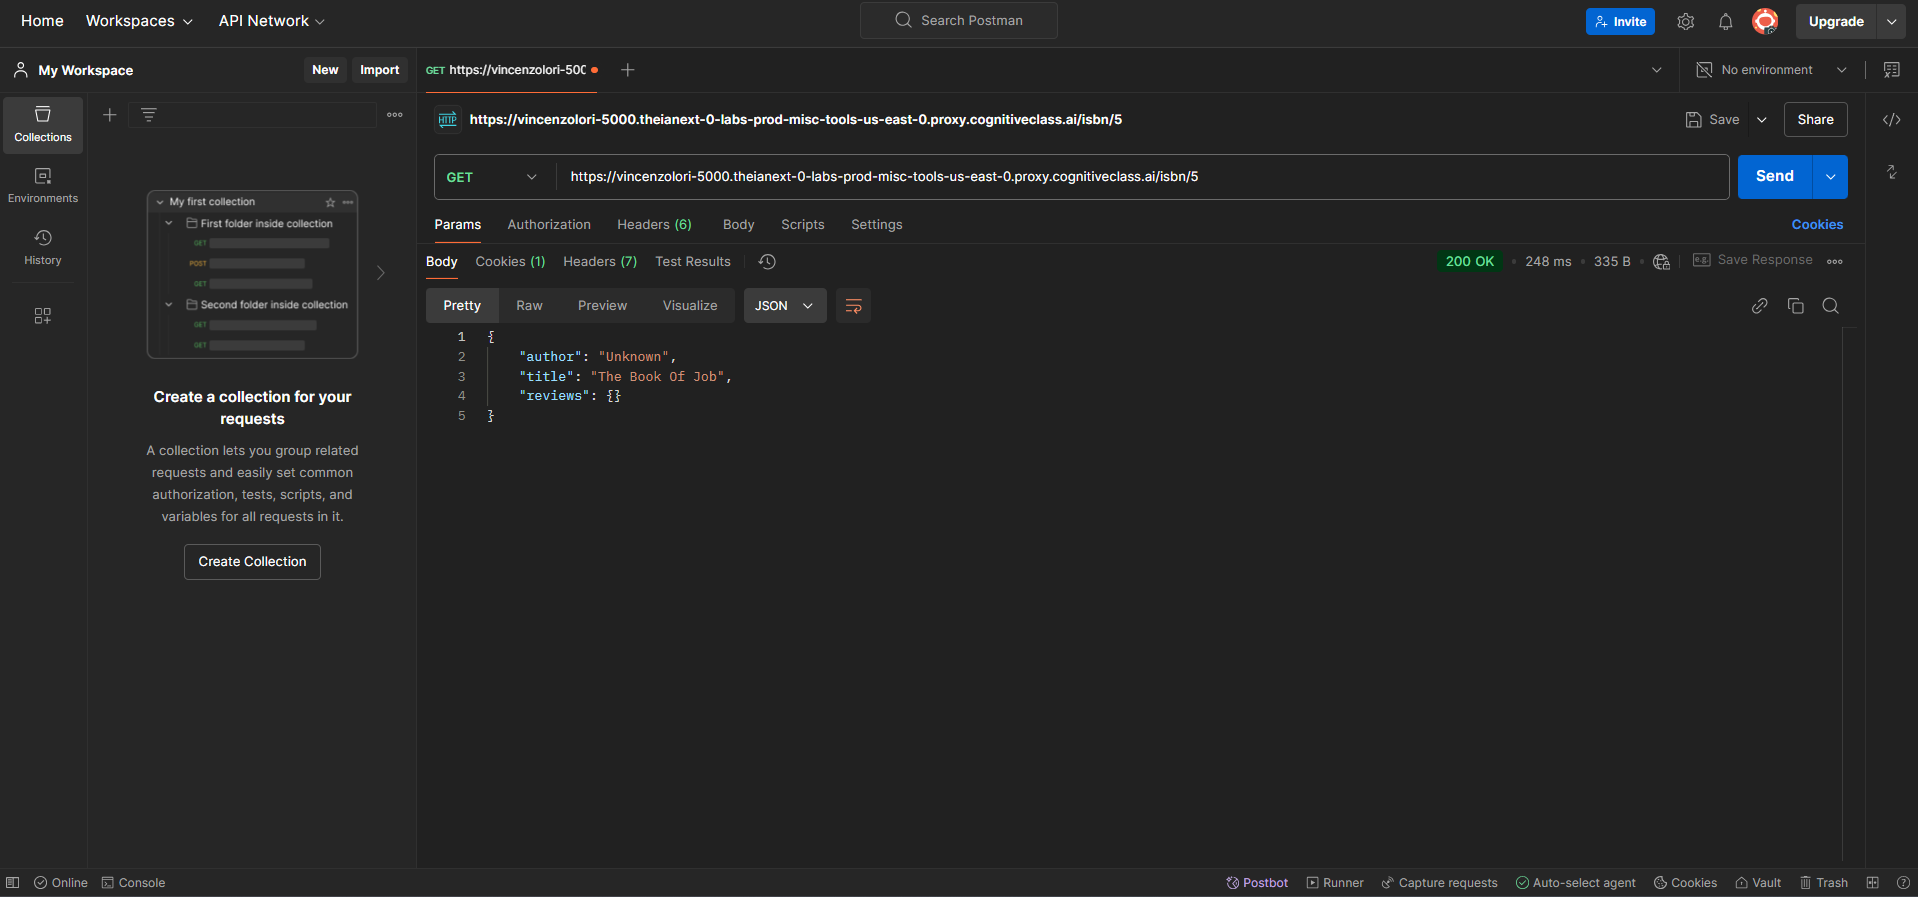 Home Workspaces API Network Search Postman Invite Upgrade
My Workspace New Import GET https://vincenzolori-500 No environment
Collections
Environments
History
https://vincenzolori-5000.theianext-0-labs-prod-misc-tools-us-east-0.proxy.cognitiveclass.ai/isbn/5 Save Share
GET https://vincenzolori-5000.theianext-0-labs-prod-misc-tools-us-east-0.proxy.cognitiveclass.ai/isbn/5 Send
Params Authorization Headers (6) Body Scripts Settings Cookies
Body Cookies (1) Headers (7) Test Results 200 OK 248 ms 335 B e.g. Save Response
Pretty Raw Preview Visualize JSON
1 {
2 "author": "Unknown",
3 "title": "The Book Of Job",
4 "reviews": {}
5 }
My first collection
First folder inside collection
GET
POST
GET
Second folder inside collection
GET
GET
Create a collection for your
requests
A collection lets you group related
requests and easily set common
authorization, tests, scripts, and
variables for all requests in it.
Create Collection
Online Console Postbot Runner Capture requests Auto-select agent Cookies Vault Trash